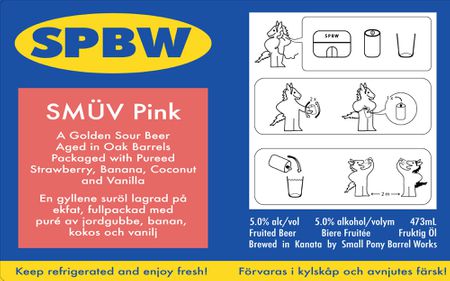 SPBW
SMÜV Pink
A Golden Sour Beer
Aged in Oak Barrels
Packaged with Pureed
Strawberry, Banana, Coconut
and Vanilla
En gyllene suröl lagrad på
ekfat, fullpackad med
puré av jordgubbe, banan,
kokos och vanilj
SPBW
2 m
5.0% alc/vol 5.0% alkohol/volym 473mL
Fruited Beer Biere Fruitée Fruktig Öl
Brewed in Kanata by Small Pony Barrel Works
Keep refrigerated and enjoy fresh!
Förvaras i kylskåp och avnjutes färsk!